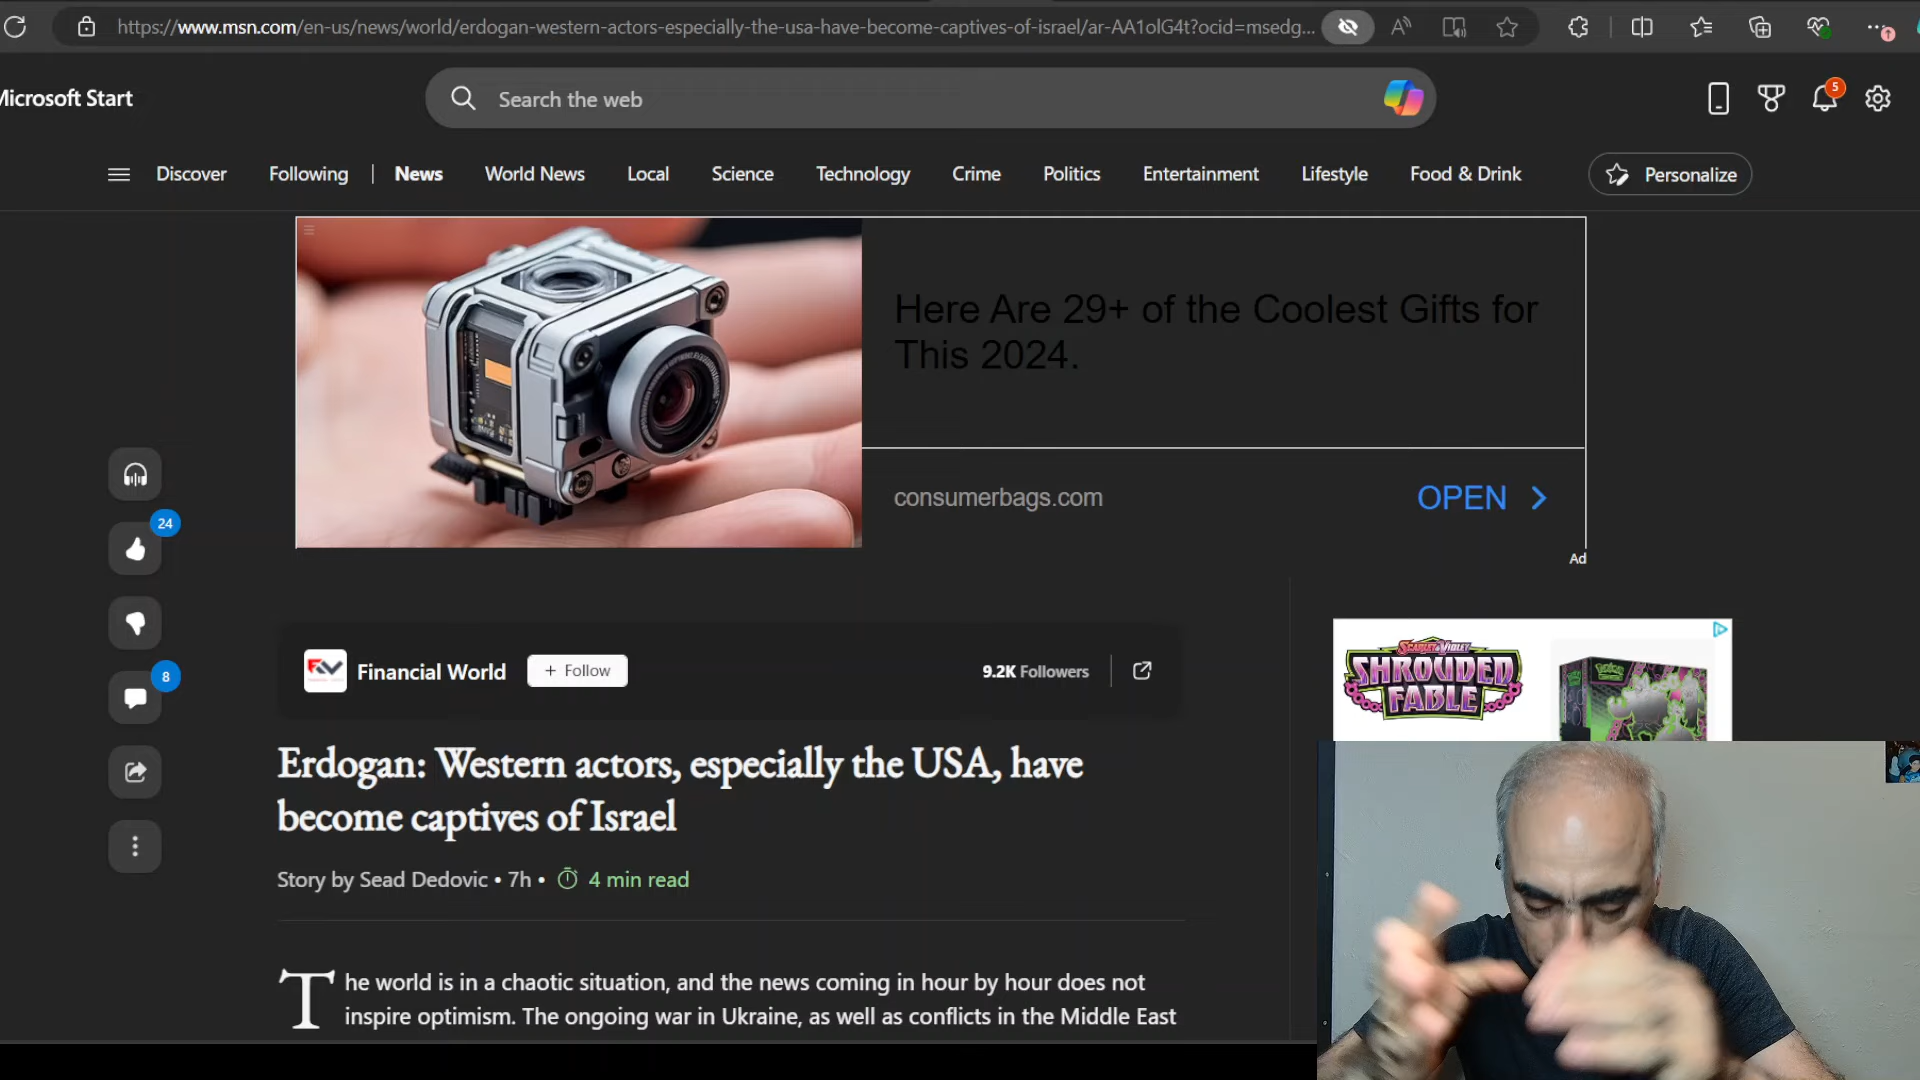 https://www.msn.com/en-us/news/world/erdogan-western-actors-especially-the-usa-have-become-captives-of-israel/ar-AA1olG4t?ocid=msedg...
Microsoft Start
Search the web
5
Discover
Following
News
World News
Local
Science
Technology
Crime
Politics
Entertainment
Lifestyle
Food & Drink
Personalize
Here Are 29+ of the Coolest Gifts for
This 2024.
consumerbags.com
OPEN
Ad
24
8
Financial World
+ Follow
9.2K Followers
SCARLET & VIOLET
SHROUDED
FABLE
Erdogan: Western actors, especially the USA, have
become captives of Israel
Story by Sead Dedovic • 7h • 4 min read
The world is in a chaotic situation, and the news coming in hour by hour does not
inspire optimism. The ongoing war in Ukraine, as well as conflicts in the Middle East